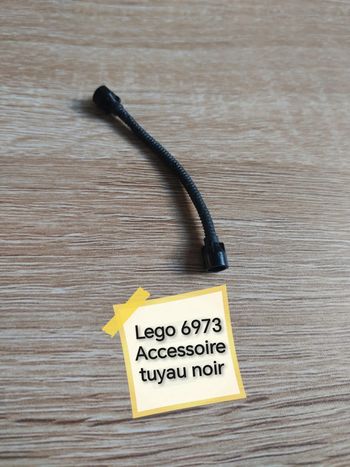 Lego 6973
Accessoire
tuyau noir